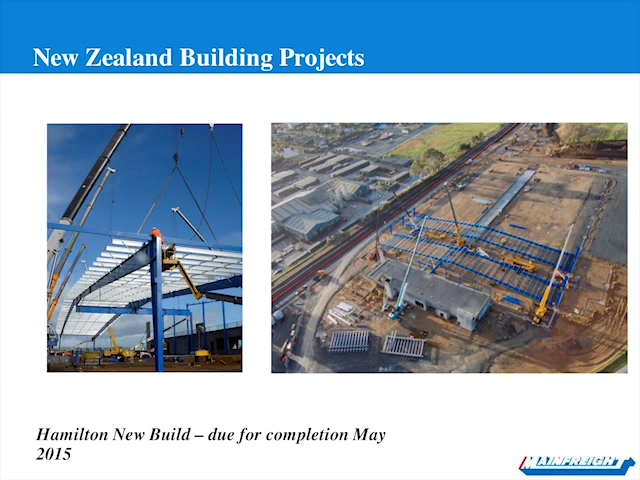 New Zealand Building Projects
Hamilton New Build – due for completion May
2015
MAINFREIGHT